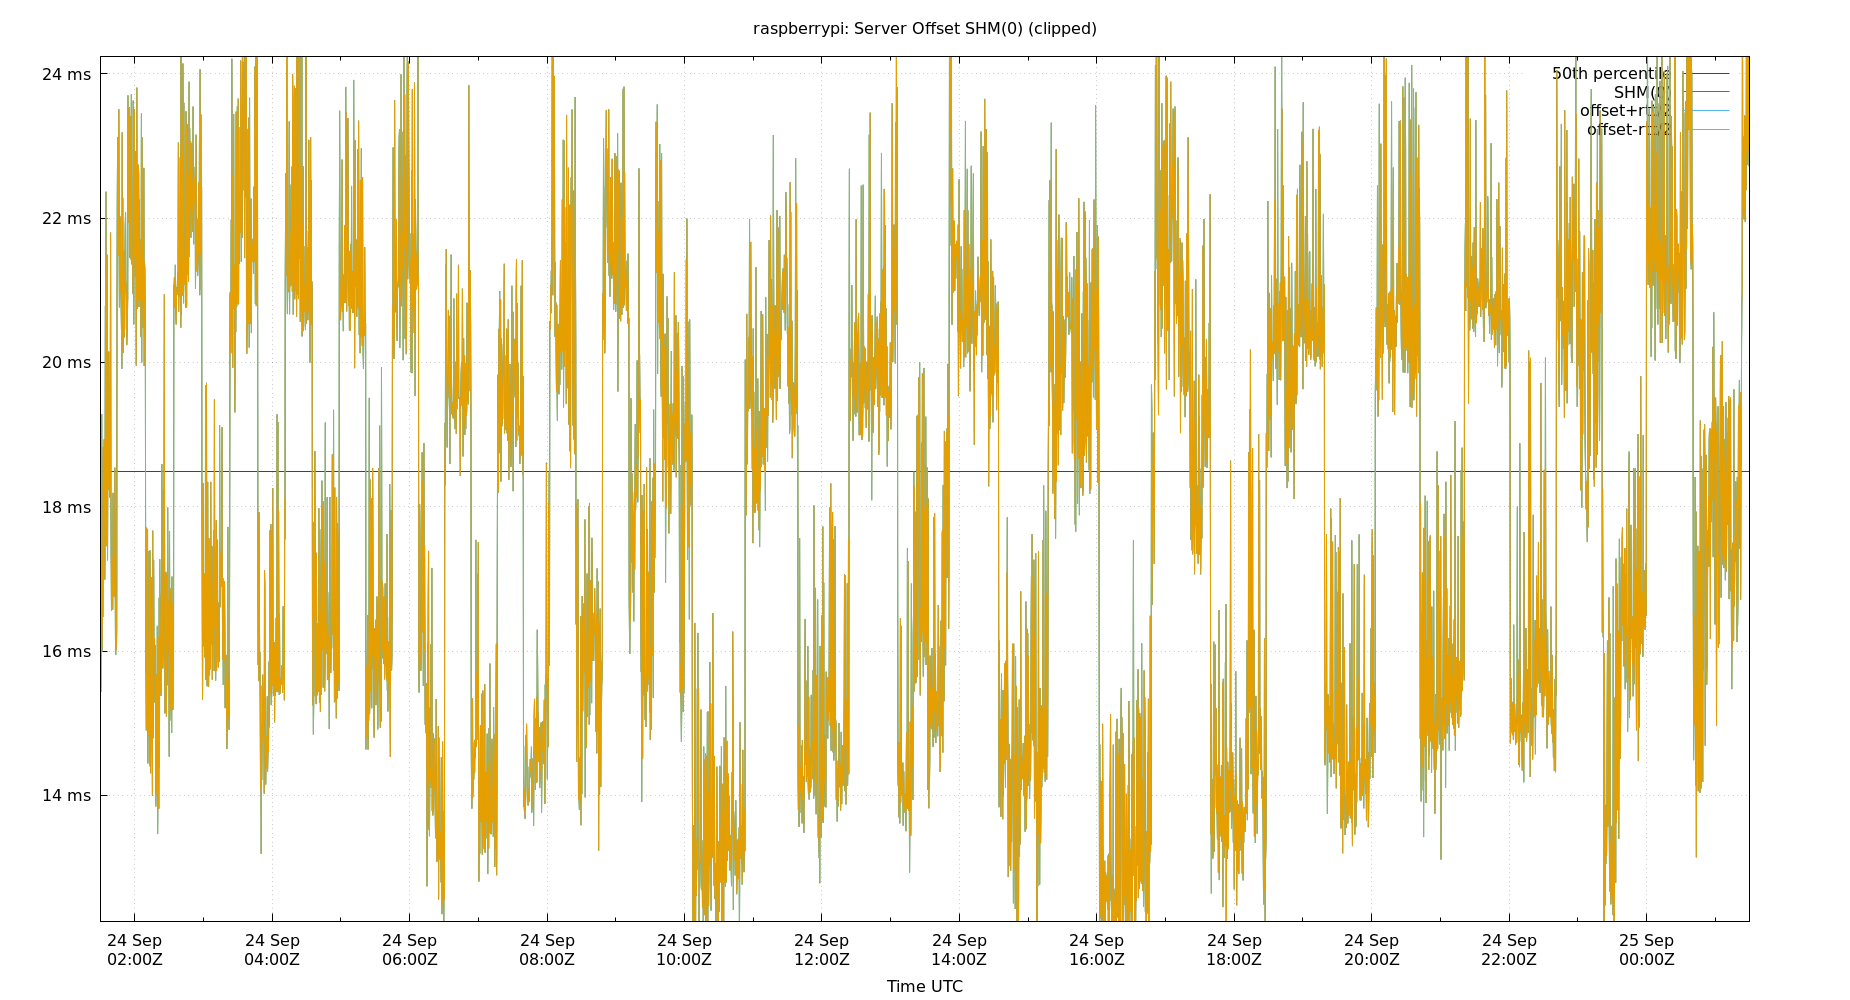 raspberrypi: Server Offset SHM(0) (clipped)
24 ms
22 ms
20 ms
18 ms
16 ms
14 ms
50th percentile
SHM(0)
offset+rtt/2
offset-rtt/2
24 Sep 02:00Z
24 Sep 04:00Z
24 Sep 06:00Z
24 Sep 08:00Z
24 Sep 10:00Z
24 Sep 12:00Z
24 Sep 14:00Z
24 Sep 16:00Z
24 Sep 18:00Z
24 Sep 20:00Z
24 Sep 22:00Z
25 Sep 00:00Z
Time UTC